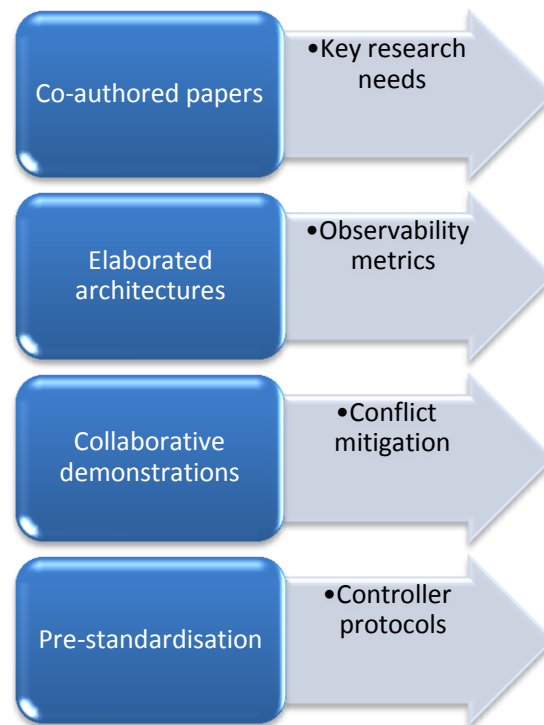 Co-authored papers
•Key research
needs
Elaborated
architectures
•Observability
metrics
Collaborative
demonstrations
•Conflict
mitigation
Pre-standardisation
•Controller
protocols